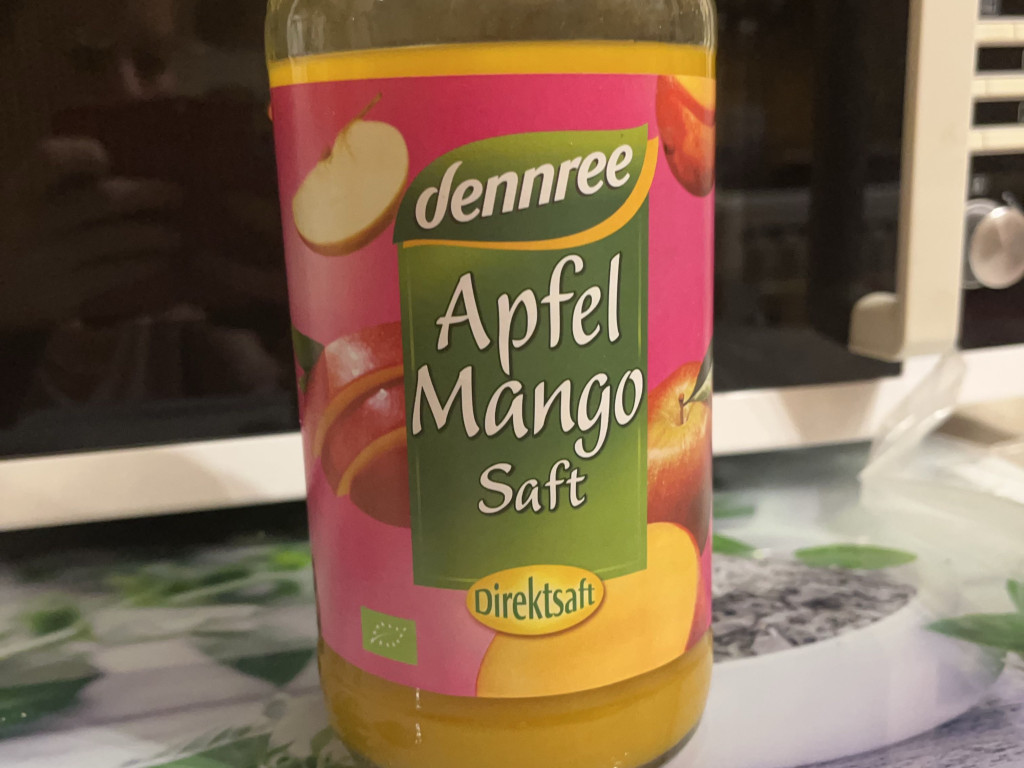 dennree
Apfel
Mango
Saft
Direktsaft